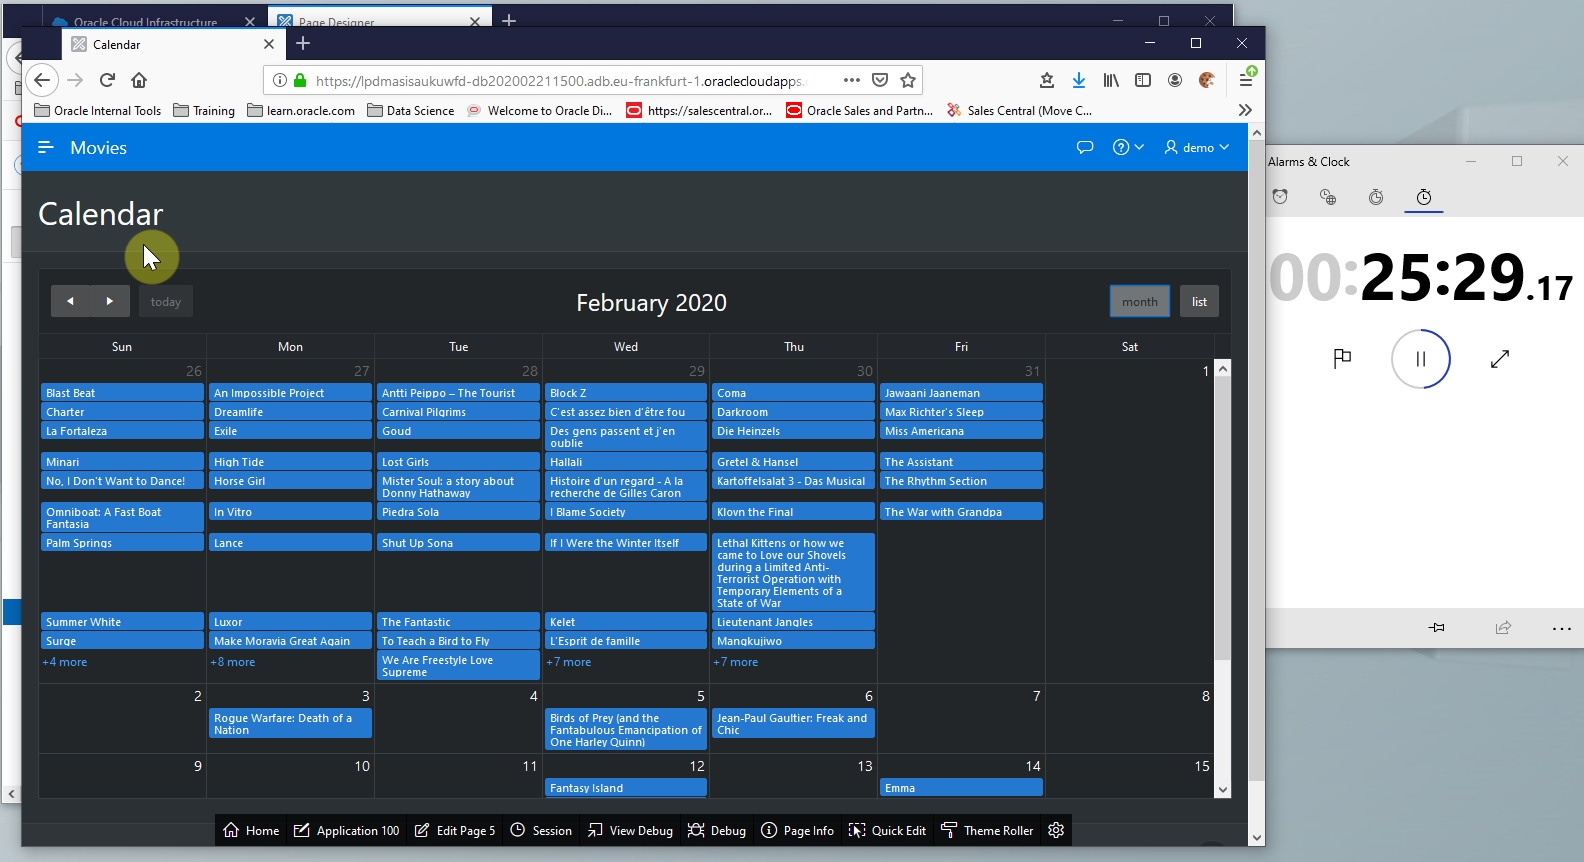 Oracle Cloud Infrastructure
Page Designer
Calendar
https://lpdmasisaukuwfd-db202002211500.adb.eu-frankfurt-1.oraclecloudapps.
Oracle Internal Tools
Training
learn.oracle.com
Data Science
Welcome to Oracle Di...
https://salescentral.or...
Oracle Sales and Partn...
Sales Central (Move C...
Movies
demo
Alarms & Clock
Calendar
00:25:29.17
today
February 2020
month
list
Sun Mon Tue Wed Thu Fri Sat
26 27 28 29 30 31 1
Blast Beat
An Impossible Project
Antti Peippo – The Tourist
Block Z
Coma
Jawaani Jaaneman
Charter
Dreamlife
Carnival Pilgrims
C'est assez bien d'être fou
Darkroom
Max Richter's Sleep
La Fortaleza
Exile
Goud
Des gens passent et j'en
oublie
Die Heinzels
Miss Americana
Minari
High Tide
Lost Girls
Hallali
Gretel & Hansel
The Assistant
No, I Don't Want to Dance!
Horse Girl
Mister Soul: a story about
Donny Hathaway
Histoire d'un regard - A la
recherche de Gilles Caron
Kartoffelsalat 3 - Das Musical
The Rhythm Section
Omniboat: A Fast Boat
Fantasia
In Vitro
Piedra Sola
I Blame Society
Klovn the Final
The War with Grandpa
Palm Springs
Lance
Shut Up Sona
If I Were the Winter Itself
Lethal Kittens or how we
came to Love our Shovels
during a Limited Anti-
Terrorist Operation with
Temporary Elements of a
State of War
Summer White
Luxor
The Fantastic
Kelet
Lieutenant Jangles
Surge
Make Moravia Great Again
To Teach a Bird to Fly
L'Esprit de famille
Mangkujiwo
+4 more
+8 more
We Are Freestyle Love
Supreme
+7 more
+7 more
2 3 4 5 6 7 8
Rogue Warfare: Death of a
Nation
Birds of Prey (and the
Fantabulous Emancipation of
One Harley Quinn)
Jean-Paul Gaultier: Freak and
Chic
9 10 11 12 13 14 15
Fantasy Island
Emma
Home
Application 100
Edit Page 5
Session
View Debug
Debug
Page Info
Quick Edit
Theme Roller